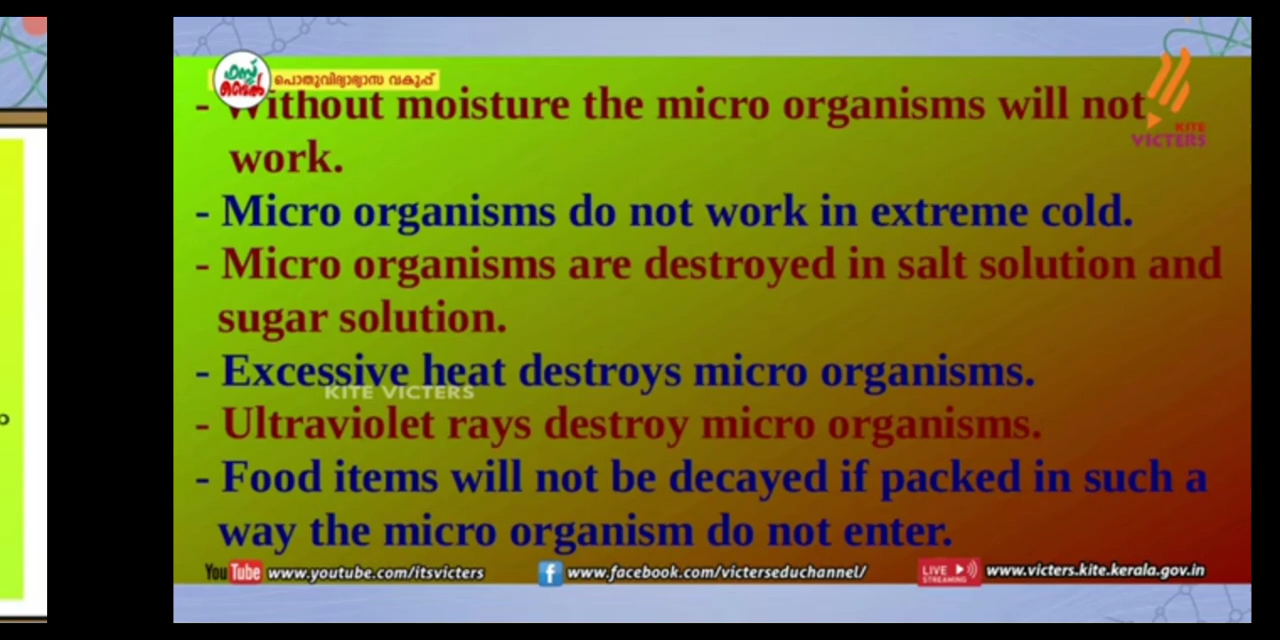 ഫസ്റ്റ് ബെൽ
പൊതുവിദ്യാഭ്യാസ വകുപ്പ്
- Without moisture the micro organisms will not
work.
KITE
VICTERS
- Micro organisms do not work in extreme cold.
- Micro organisms are destroyed in salt solution and
sugar solution.
- Excessive heat destroys micro organisms.
KITE VICTERS
- Ultraviolet rays destroy micro organisms.
- Food items will not be decayed if packed in such a
way the micro organism do not enter.
YouTube www.youtube.com/itsvicters
f www.facebook.com/victerseduchannel/
LIVE STREAMING www.victers.kite.kerala.gov.in